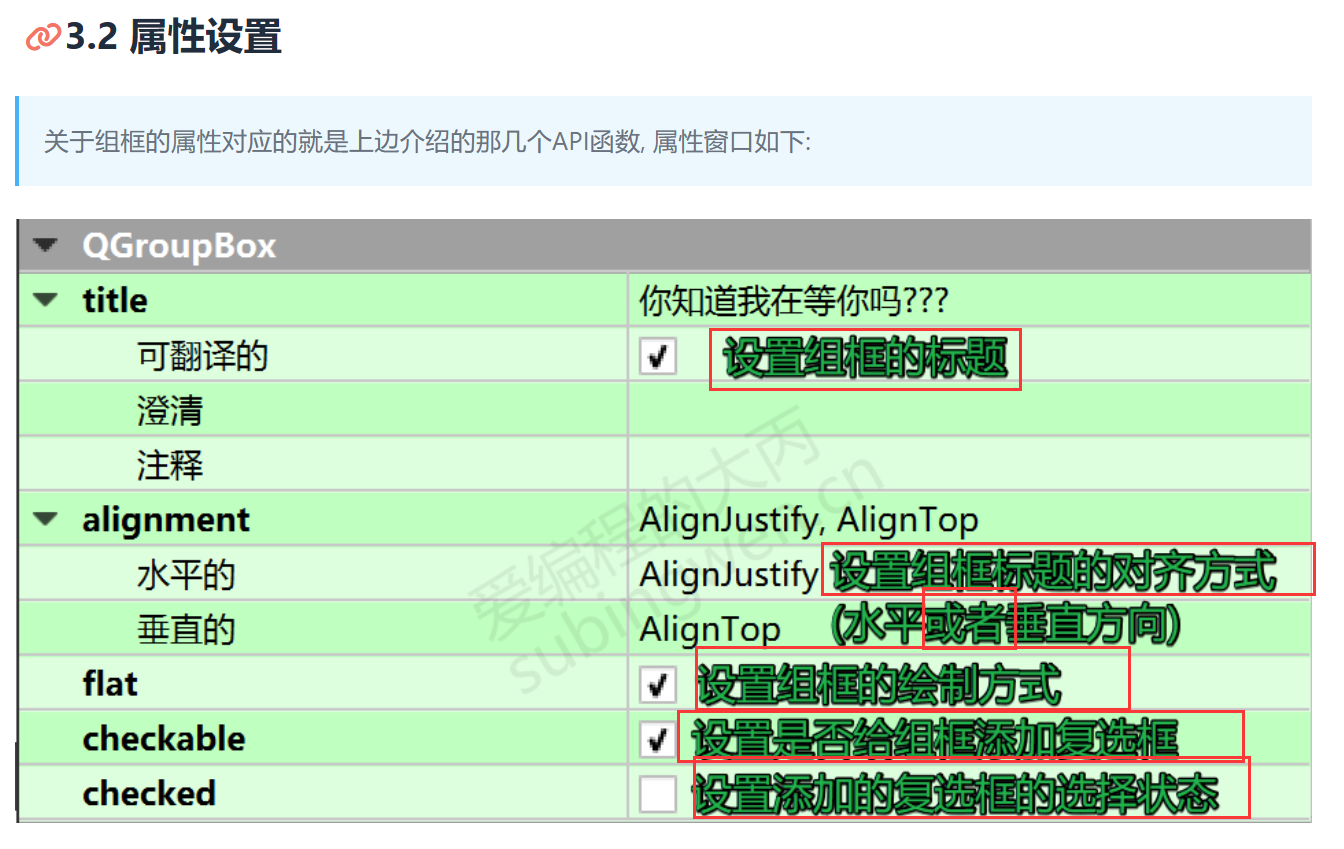 3.2 属性设置
关于组框的属性对应的就是上边介绍的那几个API函数, 属性窗口如下:
QGroupBox
title 你知道我在等你吗???
可翻译的 设置组框的标题
澄清
注释
alignment AlignJustify, AlignTop
水平的 AlignJustify 设置组框标题的对齐方式
垂直的 AlignTop (水平或者垂直方向)
flat 设置组框的绘制方式
checkable 设置是否给组框添加复选框
checked 设置添加的复选框的选择状态
爱编程的大丙
subingwen.cn